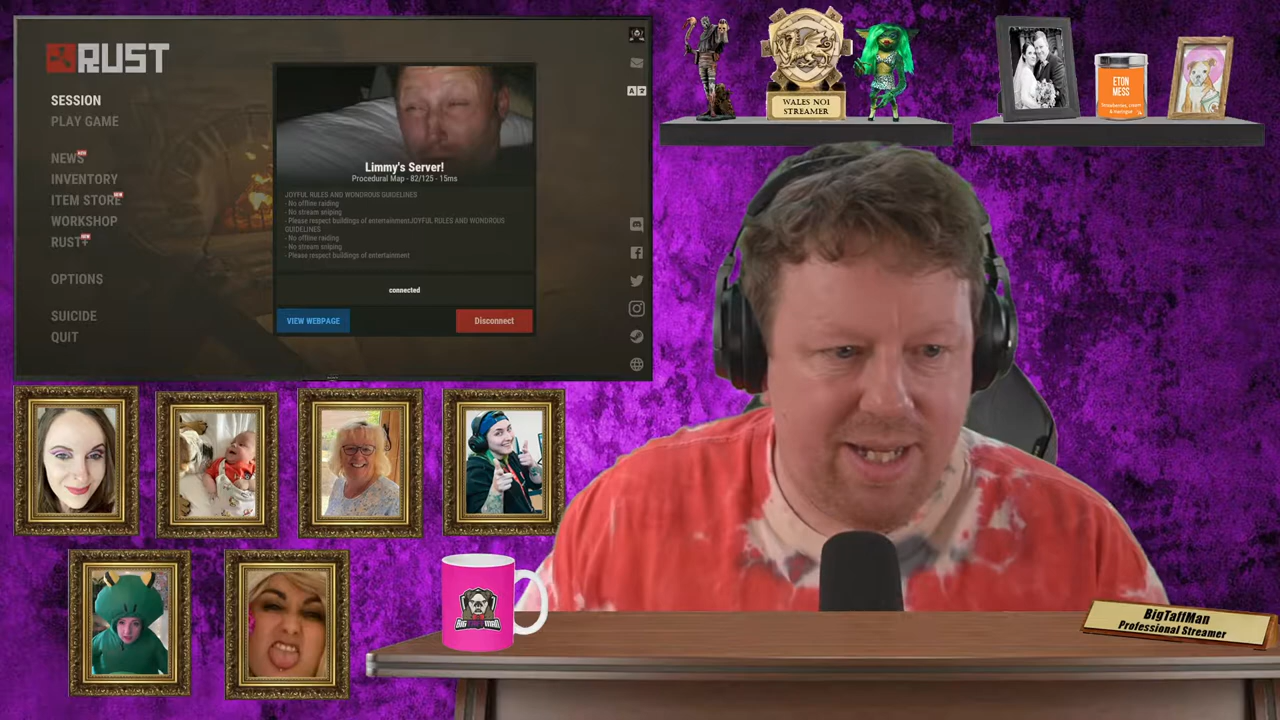 RUST
SESSION
PLAY GAME
NEWS
INVENTORY
ITEM STORE
WORKSHOP
RUST+
OPTIONS
SUICIDE
QUIT
Limmy's Server!
Procedural Map - 82/125 - 15ms
JOYFUL RULES AND WONDROUS GUIDELINES
- No offline raiding
- No stream sniping
- Please respect buildings of entertainmentJOYFUL RULES AND WONDROUS
GUIDELINES
- No offline raiding
- No stream sniping
- Please respect buildings of entertainment
connected
VIEW WEBPAGE
Disconnect
WALES NO1
STREAMER
ETON
MESS
BigTaffMan
Professional Streamer